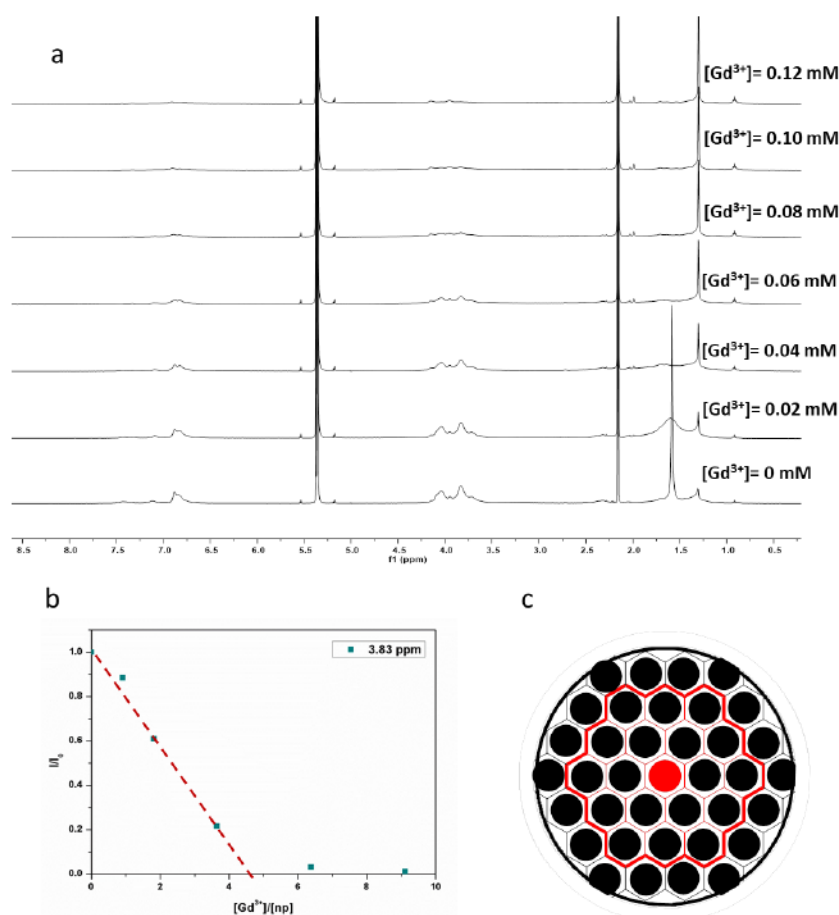 a
[Gd³⁺]= 0.12 mM
[Gd³⁺]= 0.10 mM
[Gd³⁺]= 0.08 mM
[Gd³⁺]= 0.06 mM
[Gd³⁺]= 0.04 mM
[Gd³⁺]= 0.02 mM
[Gd³⁺]= 0 mM
8.5 8.0 7.5 7.0 6.5 6.0 5.5 5.0 4.5 4.0 3.5 3.0 2.5 2.0 1.5 1.0 0.5
f1 (ppm)
b
c
3.83 ppm
1.0
0.8
0.6
0.4
0.2
0.0
I/I₀
0 2 4 6 8 10
[Gd³⁺]/[np]